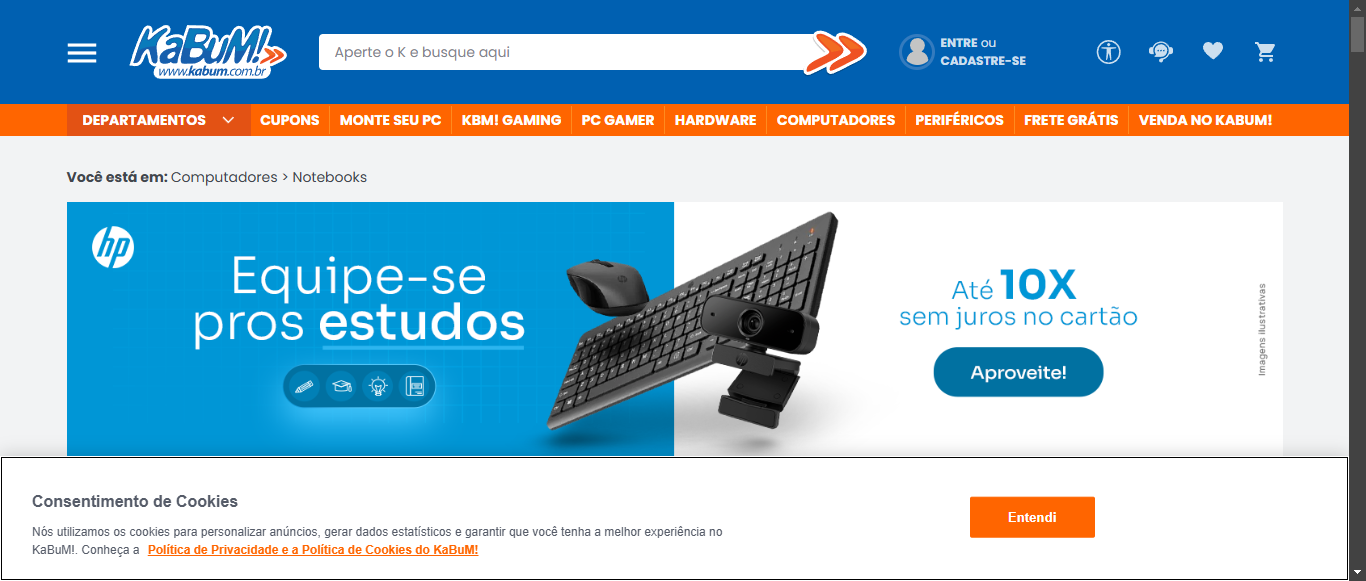 KaBuM!
www.kabum.com.br
Aperte o K e busque aqui
ENTRE ou
CADASTRE-SE
DEPARTAMENTOS CUPONS MONTE SEU PC KBM! GAMING PC GAMER HARDWARE COMPUTADORES PERIFÉRICOS FRETE GRÁTIS VENDA NO KABUM!
Você está em: Computadores > Notebooks
hp
Equipe-se
pros estudos
Até 10X
sem juros no cartão
Aproveite!
Imagens ilustrativas
Consentimento de Cookies
Nós utilizamos os cookies para personalizar anúncios, gerar dados estatísticos e garantir que você tenha a melhor experiência no
KaBuM!. Conheça a Política de Privacidade e a Política de Cookies do KaBuM!
Entendi